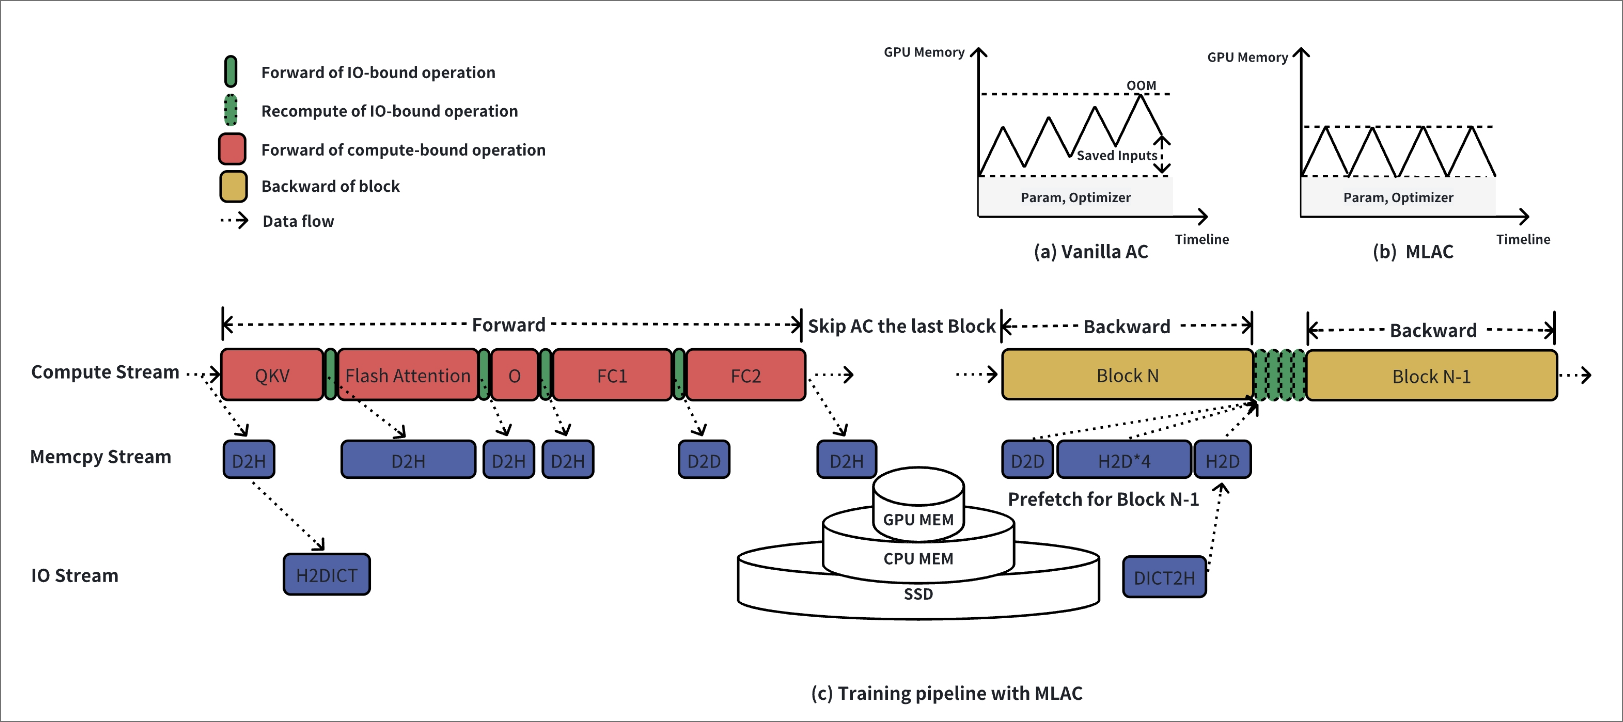 Forward of IO-bound operation
Recompute of IO-bound operation
Forward of compute-bound operation
Backward of block
Data flow
GPU Memory
OOM
Saved Inputs
Param, Optimizer
Timeline
(a) Vanilla AC
GPU Memory
Param, Optimizer
Timeline
(b) MLAC
Forward
Skip AC the last Block
Backward
Backward
Compute Stream
QKV
Flash Attention
O
FC1
FC2
Block N
Block N-1
Memcpy Stream
D2H
D2H
D2H
D2H
D2D
D2H
D2D
H2D*4
H2D
Prefetch for Block N-1
GPU MEM
CPU MEM
SSD
IO Stream
H2DICT
DICT2H
(c) Training pipeline with MLAC